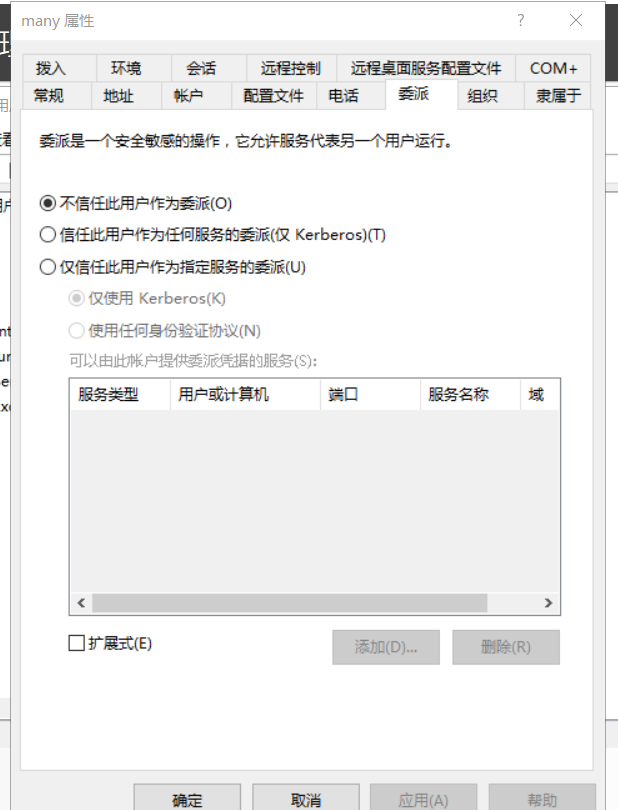 many 属性
拨入 环境 会话 远程控制 远程桌面服务配置文件 COM+
常规 地址 帐户 配置文件 电话 委派 组织 隶属于
委派是一个安全敏感的操作，它允许服务代表另一个用户运行。
不信任此用户作为委派(O)
信任此用户作为任何服务的委派(仅 Kerberos)(T)
仅信任此用户作为指定服务的委派(U)
仅使用 Kerberos(K)
使用任何身份验证协议(N)
可以由此帐户提供委派凭据的服务(S):
服务类型 用户或计算机 端口 服务名称 域
扩展式(E) 添加(D)... 删除(R)
确定 取消 应用(A) 帮助